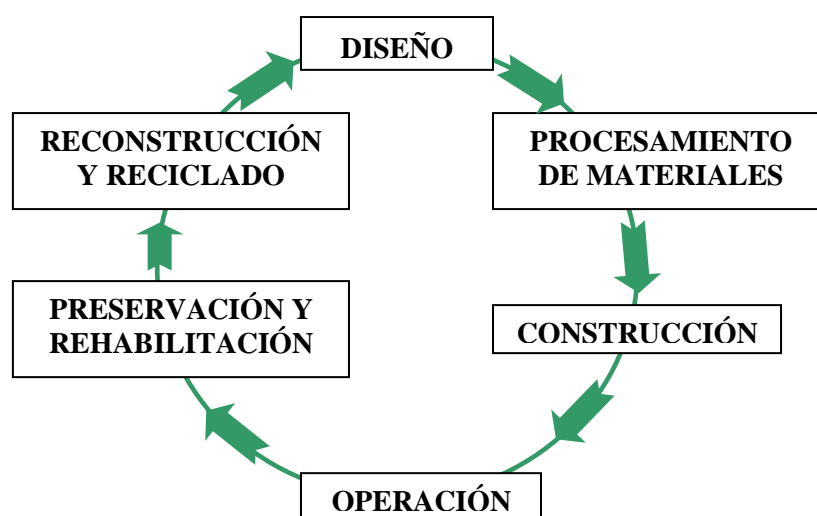 DISEÑO
PROCESAMIENTO
DE MATERIALES
CONSTRUCCIÓN
OPERACIÓN
PRESERVACIÓN Y
REHABILITACIÓN
RECONSTRUCCIÓN
Y RECICLADO